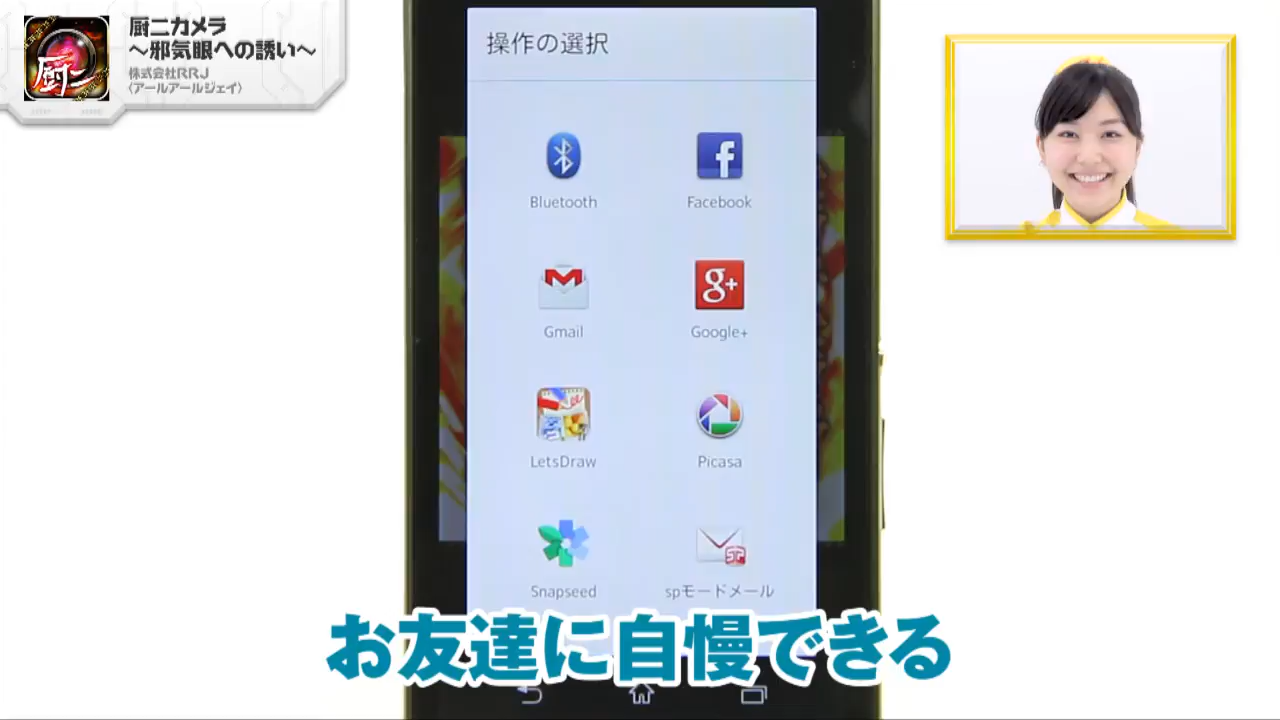 厨二
厨二カメラ
～邪気眼への誘い～
株式会社RRJ
（アールアールジェイ）
操作の選択
Bluetooth
Facebook
Gmail
Google+
LetsDraw
Picasa
Snapseed
spモードメール
お友達に自慢できる